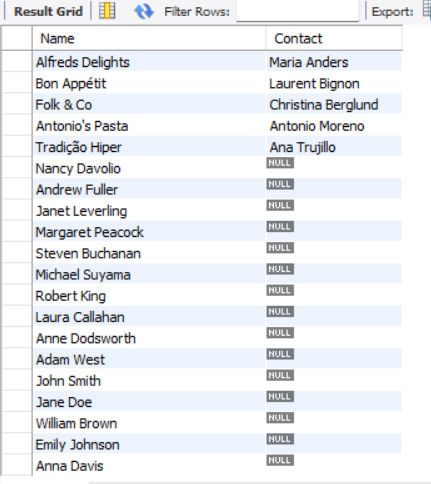 Result Grid Filter Rows: Export:
Name Contact
Alfreds Delights Maria Anders
Bon Appétit Laurent Bignon
Folk & Co Christina Berglund
Antonio's Pasta Antonio Moreno
Tradição Hiper Ana Trujillo
Nancy Davolio NULL
Andrew Fuller NULL
Janet Leverling NULL
Margaret Peacock NULL
Steven Buchanan NULL
Michael Suyama NULL
Robert King NULL
Laura Callahan NULL
Anne Dodsworth NULL
Adam West NULL
John Smith NULL
Jane Doe NULL
William Brown NULL
Emily Johnson NULL
Anna Davis NULL